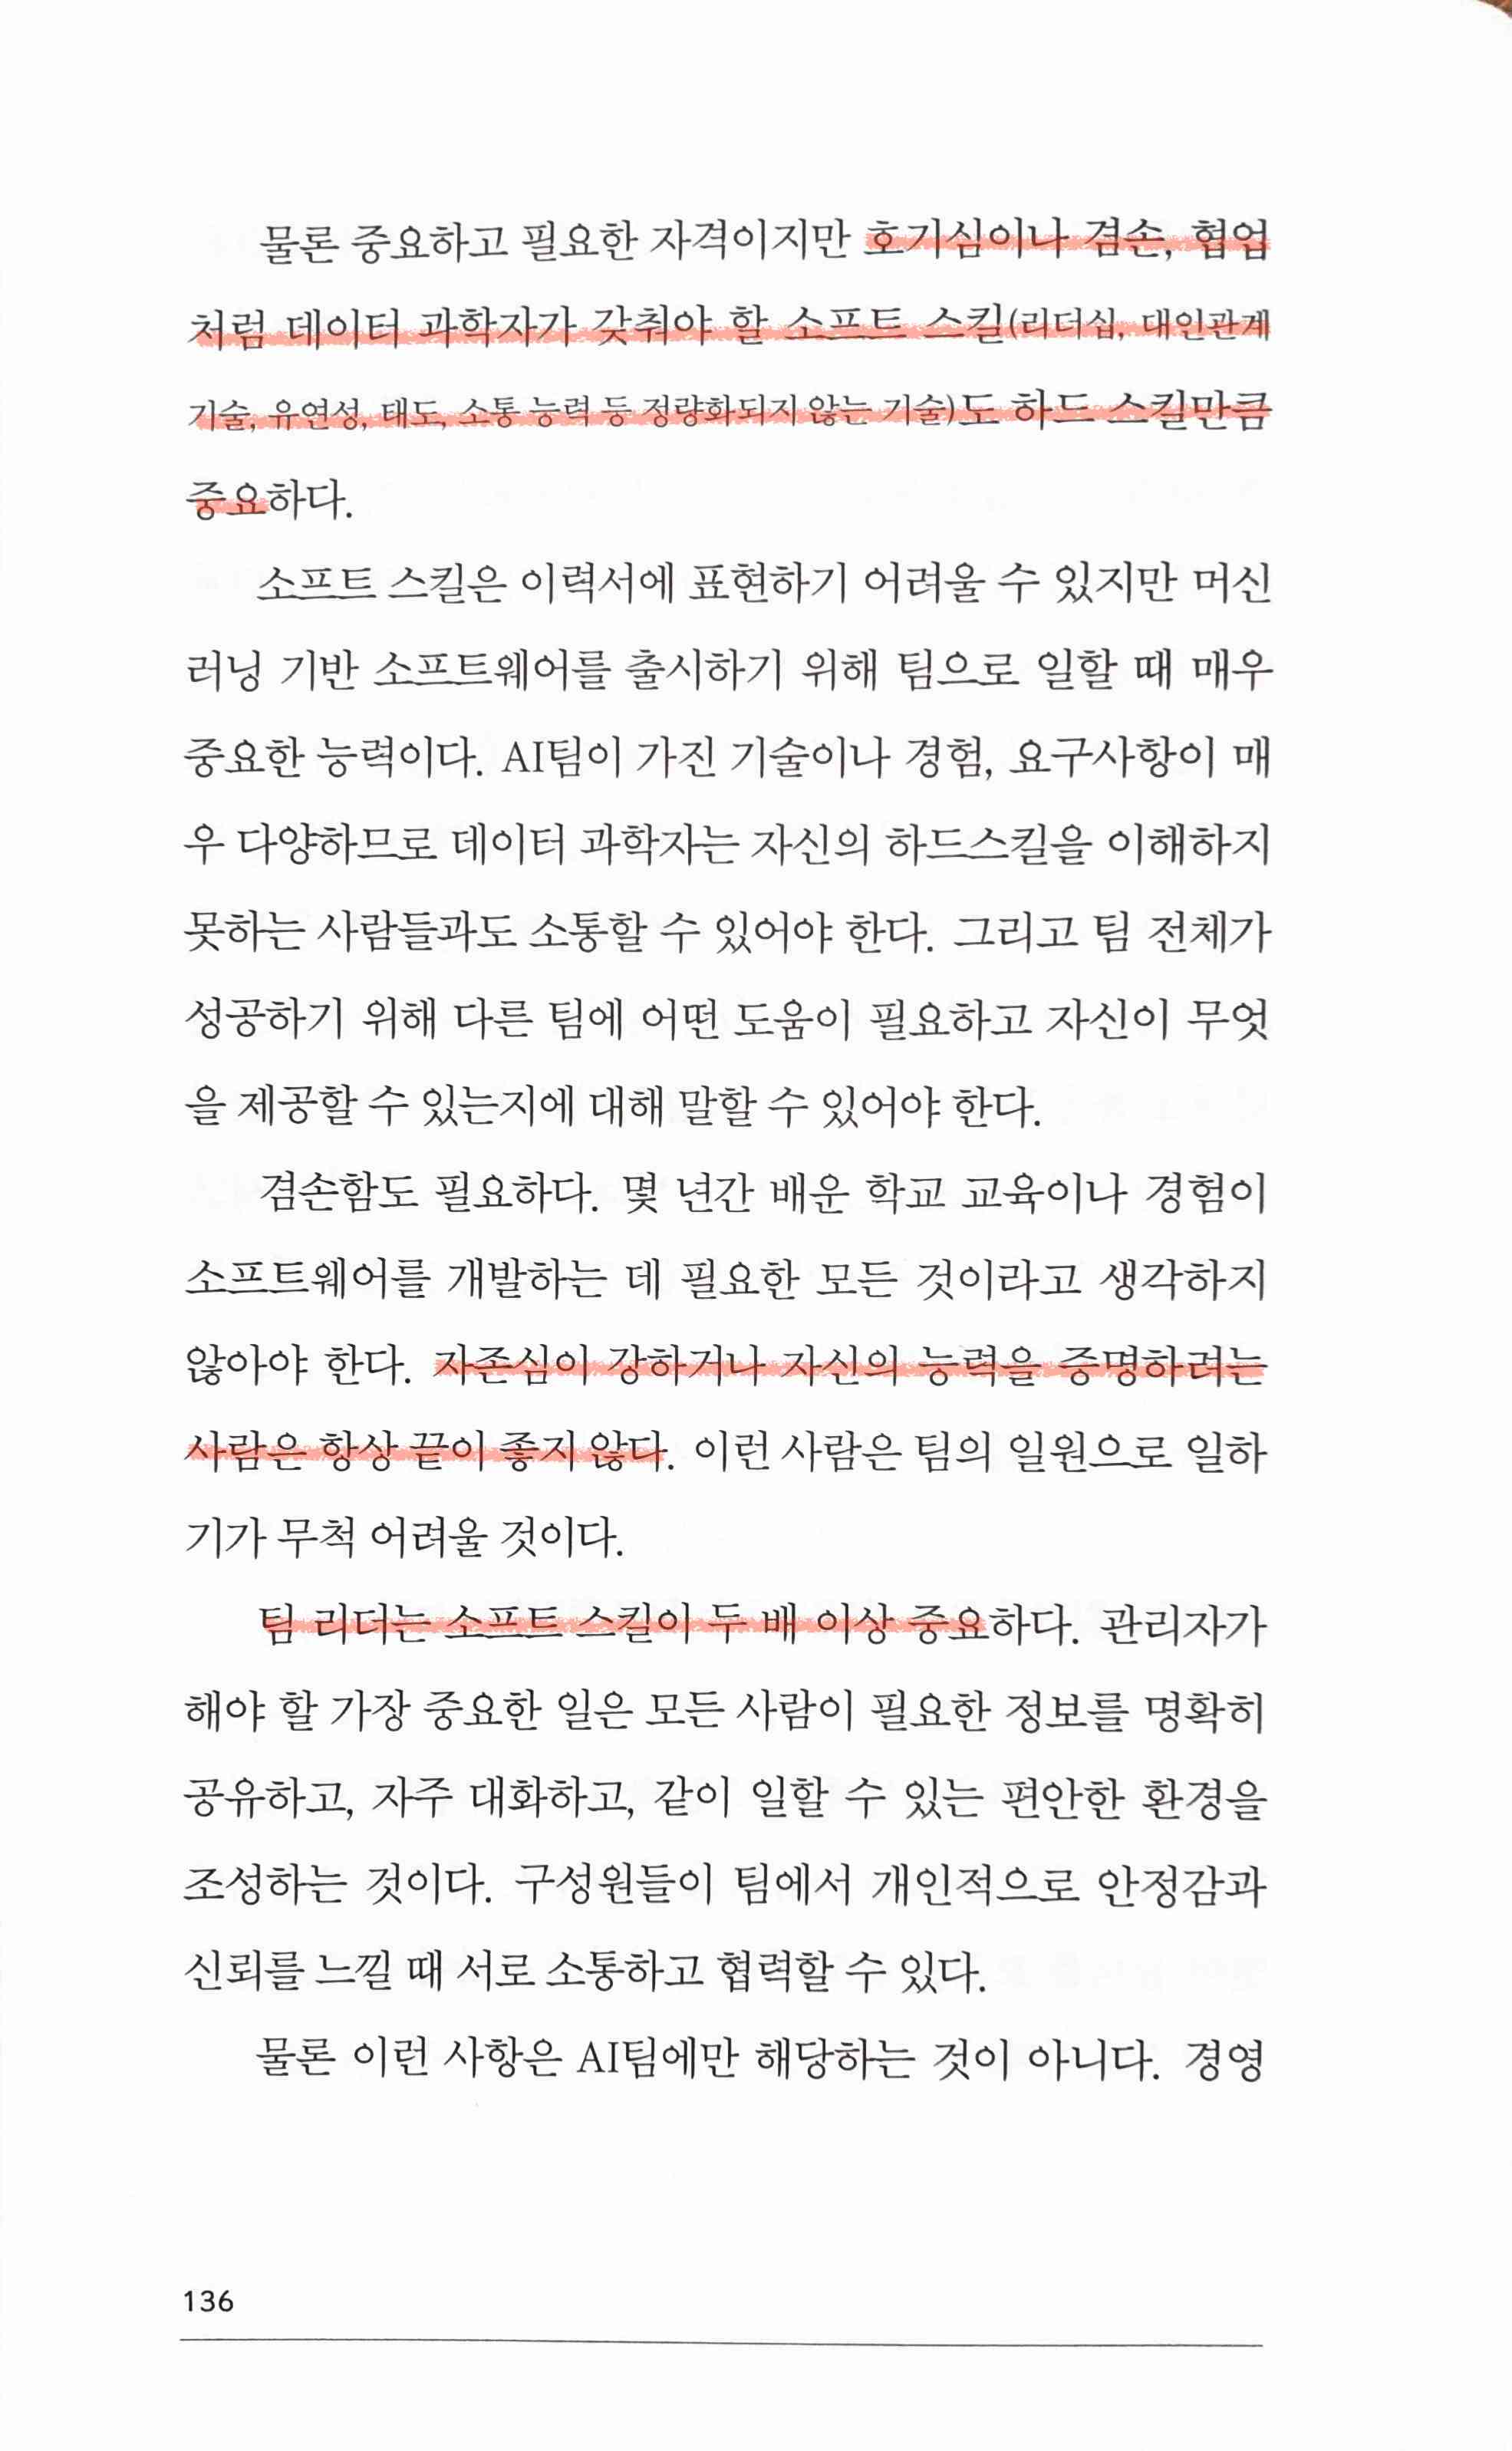 물론 중요하고 필요한 자격이지만 호기심이나 겸손, 협업
처럼 데이터 과학자가 갖춰야 할 소프트 스킬(리더십, 대인관계
기술, 유연성, 태도, 소통 능력 등 정량화되지 않는 기술)도 하드 스킬만큼
중요하다.
소프트 스킬은 이력서에 표현하기 어려울 수 있지만 머신
러닝 기반 소프트웨어를 출시하기 위해 팀으로 일할 때 매우
중요한 능력이다. AI팀이 가진 기술이나 경험, 요구사항이 매
우 다양하므로 데이터 과학자는 자신의 하드스킬을 이해하지
못하는 사람들과도 소통할 수 있어야 한다. 그리고 팀 전체가
성공하기 위해 다른 팀에 어떤 도움이 필요하고 자신이 무엇
을 제공할 수 있는지에 대해 말할 수 있어야 한다.
겸손함도 필요하다. 몇 년간 배운 학교 교육이나 경험이
소프트웨어를 개발하는 데 필요한 모든 것이라고 생각하지
않아야 한다. 자존심이 강하거나 자신의 능력을 증명하려는
사람은 항상 끝이 좋지 않다. 이런 사람은 팀의 일원으로 일하
기가 무척 어려울 것이다.
팀 리더는 소프트 스킬이 두 배 이상 중요하다. 관리자가
해야 할 가장 중요한 일은 모든 사람이 필요한 정보를 명확히
공유하고, 자주 대화하고, 같이 일할 수 있는 편안한 환경을
조성하는 것이다. 구성원들이 팀에서 개인적으로 안정감과
신뢰를 느낄 때 서로 소통하고 협력할 수 있다.
물론 이런 사항은 AI팀에만 해당하는 것이 아니다. 경영
136